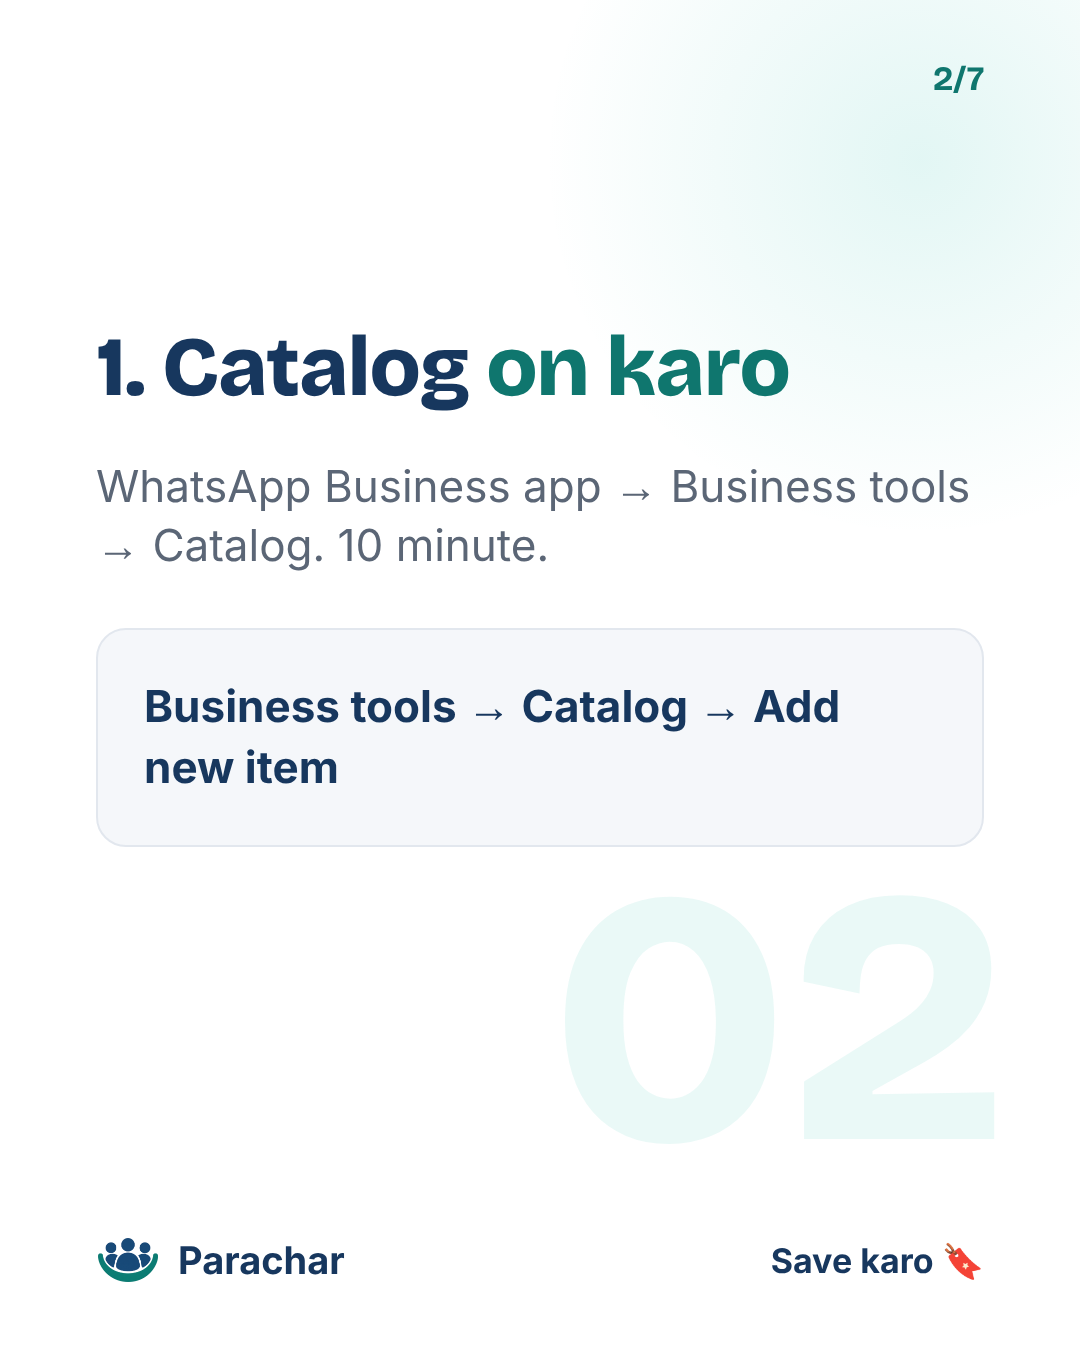 2/7
1. Catalog on karo
WhatsApp Business app → Business tools
→ Catalog. 10 minute.
Business tools → Catalog → Add
new item
02
Parachar
Save karo 🔖